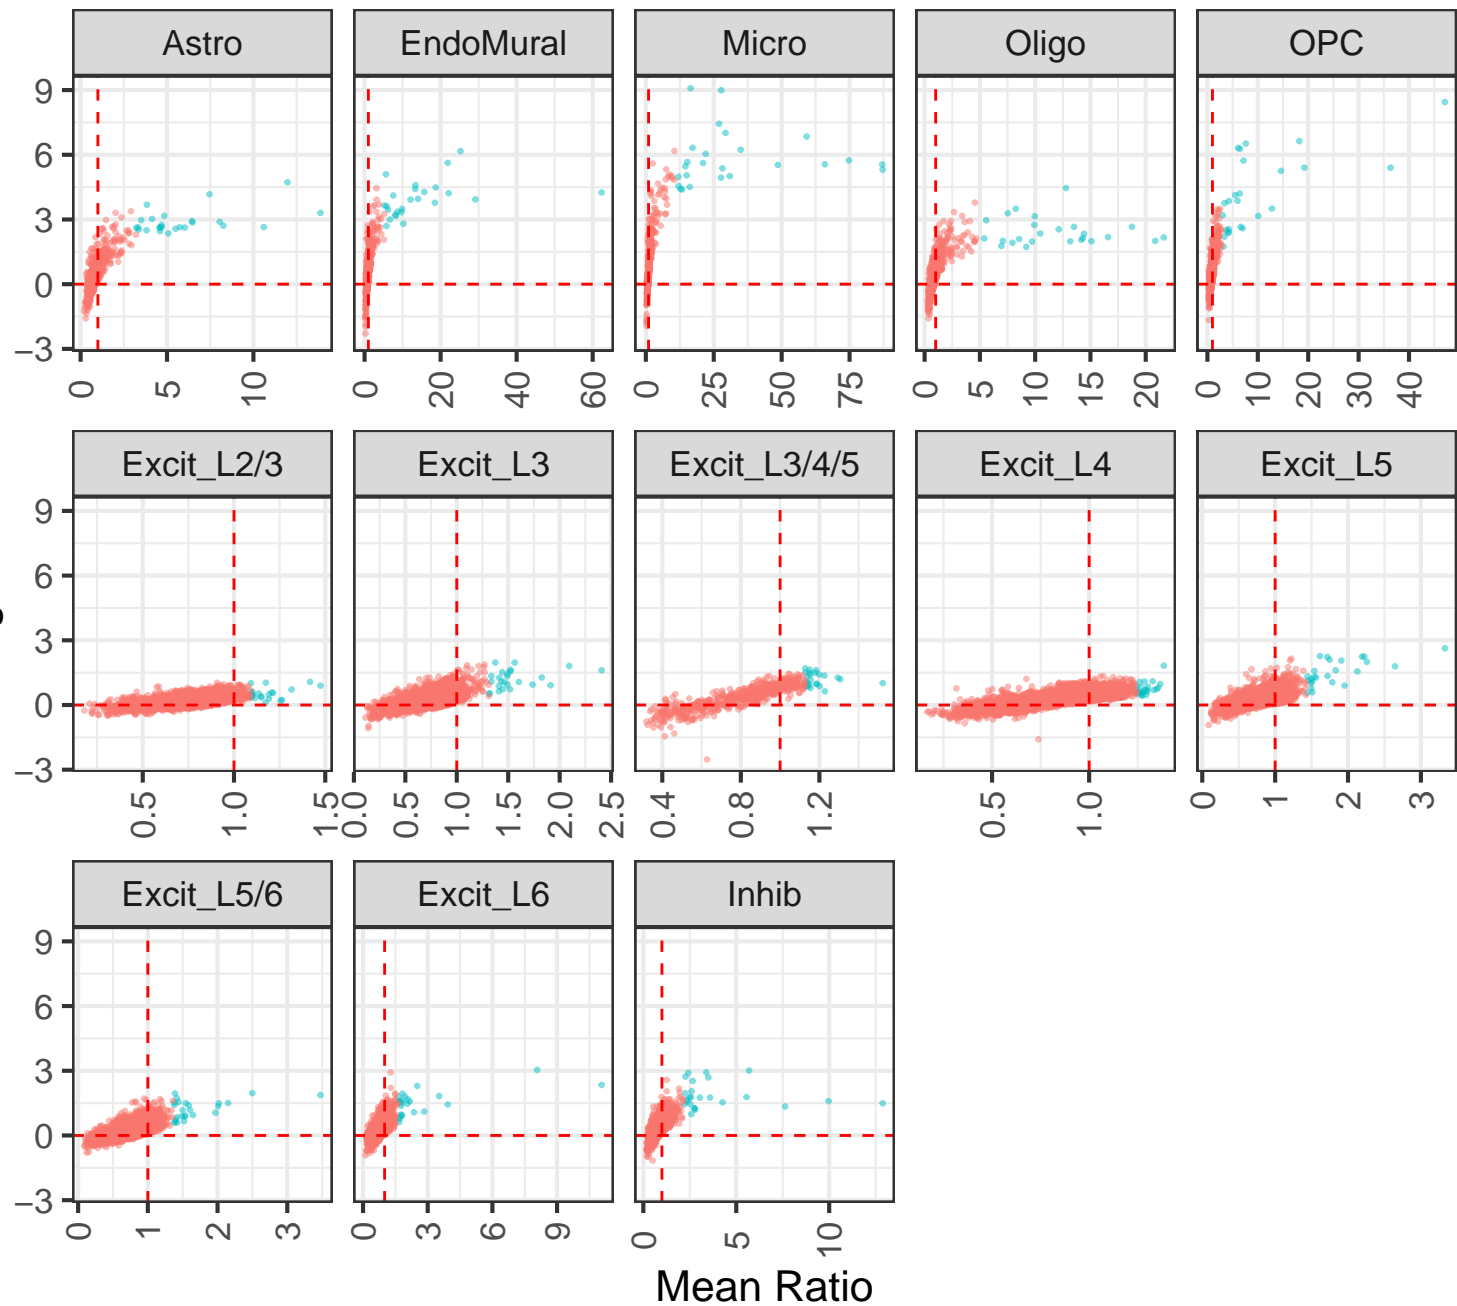 Astro EndoMural Micro Oligo OPC
9
6
3
0
−3
0 5 10 0 20 40 60 0 25 50 75 0 5 10 15 20 0 10 20 30 40
Excit_L2/3 Excit_L3 Excit_L3/4/5 Excit_L4 Excit_L5
9
6
3
0
−3
0.5 1.0 1.5 0.0 0.5 1.0 1.5 2.0 2.5 0.4 0.8 1.2 0.5 1.0 0 1 2 3
Excit_L5/6 Excit_L6 Inhib
9
6
3
0
−3
0 1 2 3 0 3 6 9 0 5 10
Mean Ratio